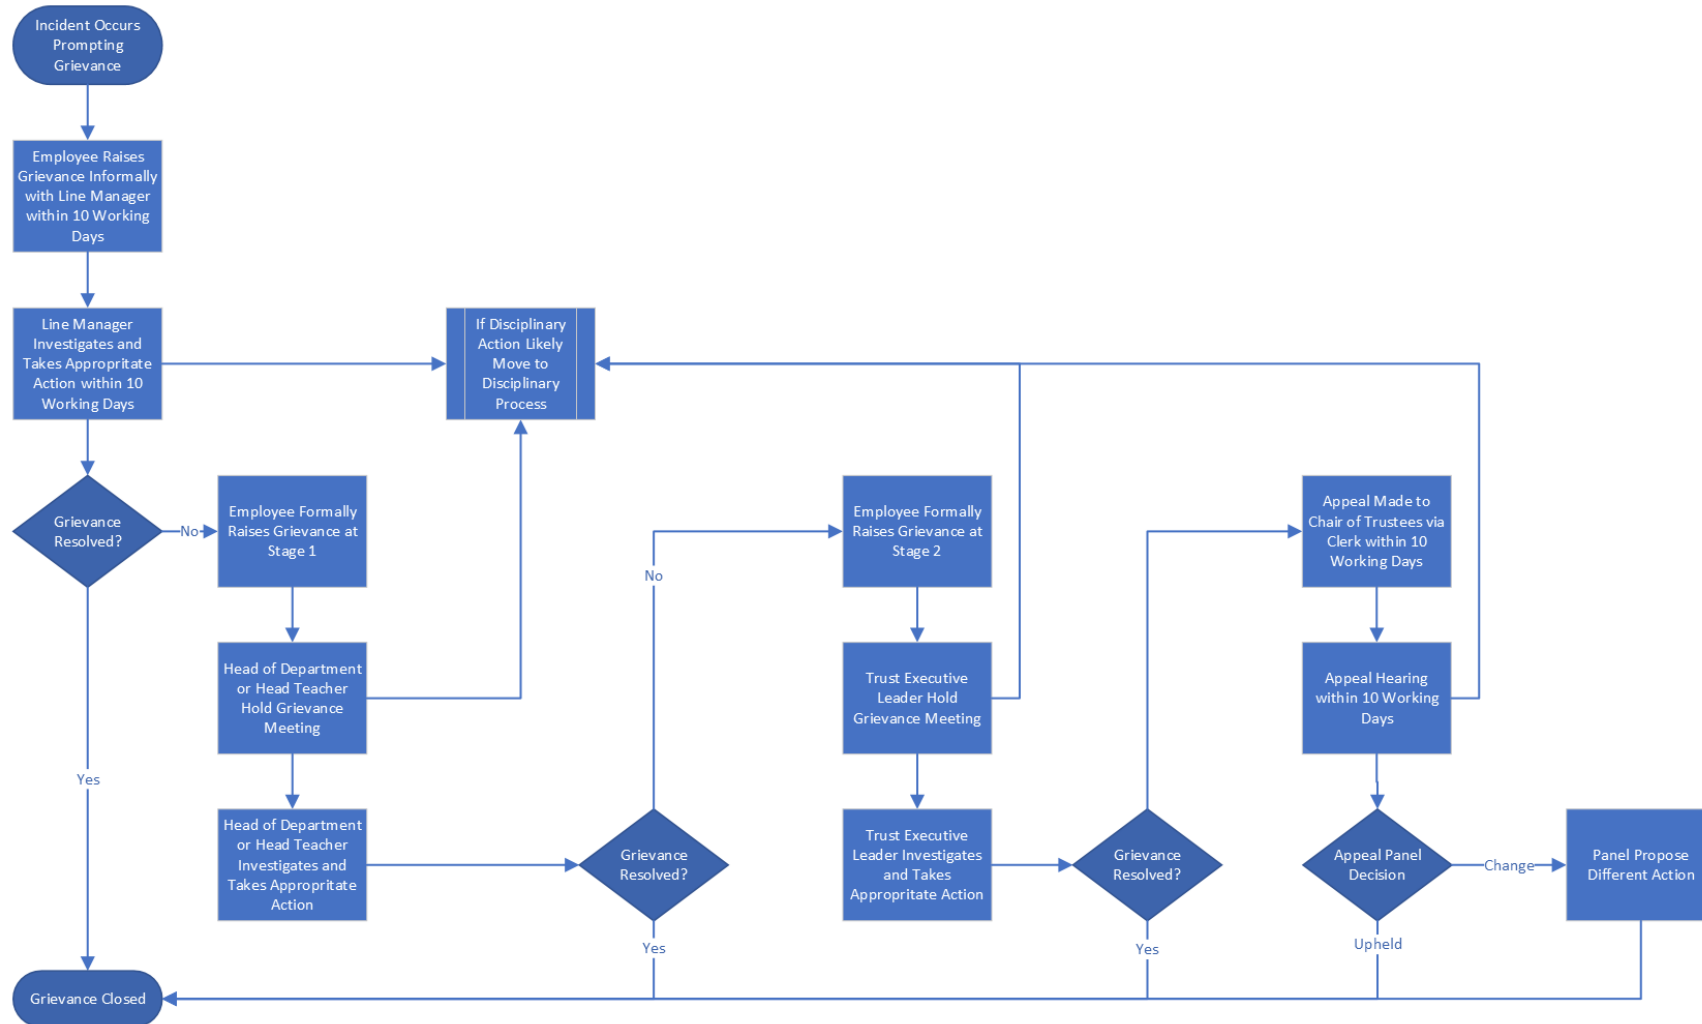 Incident Occurs
Prompting
Grievance
Employee Raises
Grievance Informally
with Line Manager
within 10 Working
Days
Line Manager
Investigates and
Takes Appropritate
Action within 10
Working Days
If Disciplinary
Action Likely
Move to
Disciplinary
Process
Grievance
Resolved?
No
Employee Formally
Raises Grievance at
Stage 1
Head of Department
or Head Teacher
Hold Grievance
Meeting
Head of Department
or Head Teacher
Investigates and
Takes Appropritate
Action
Grievance
Resolved?
No
Employee Formally
Raises Grievance at
Stage 2
Trust Executive
Leader Hold
Grievance Meeting
Trust Executive
Leader Investigates
and Takes
Appropritate Action
Grievance
Resolved?
Appeal Made to
Chair of Trustees via
Clerk within 10
Working Days
Appeal Hearing
within 10 Working
Days
Appeal Panel
Decision
Change
Panel Propose
Different Action
Yes
Yes
Yes
Upheld
Grievance Closed